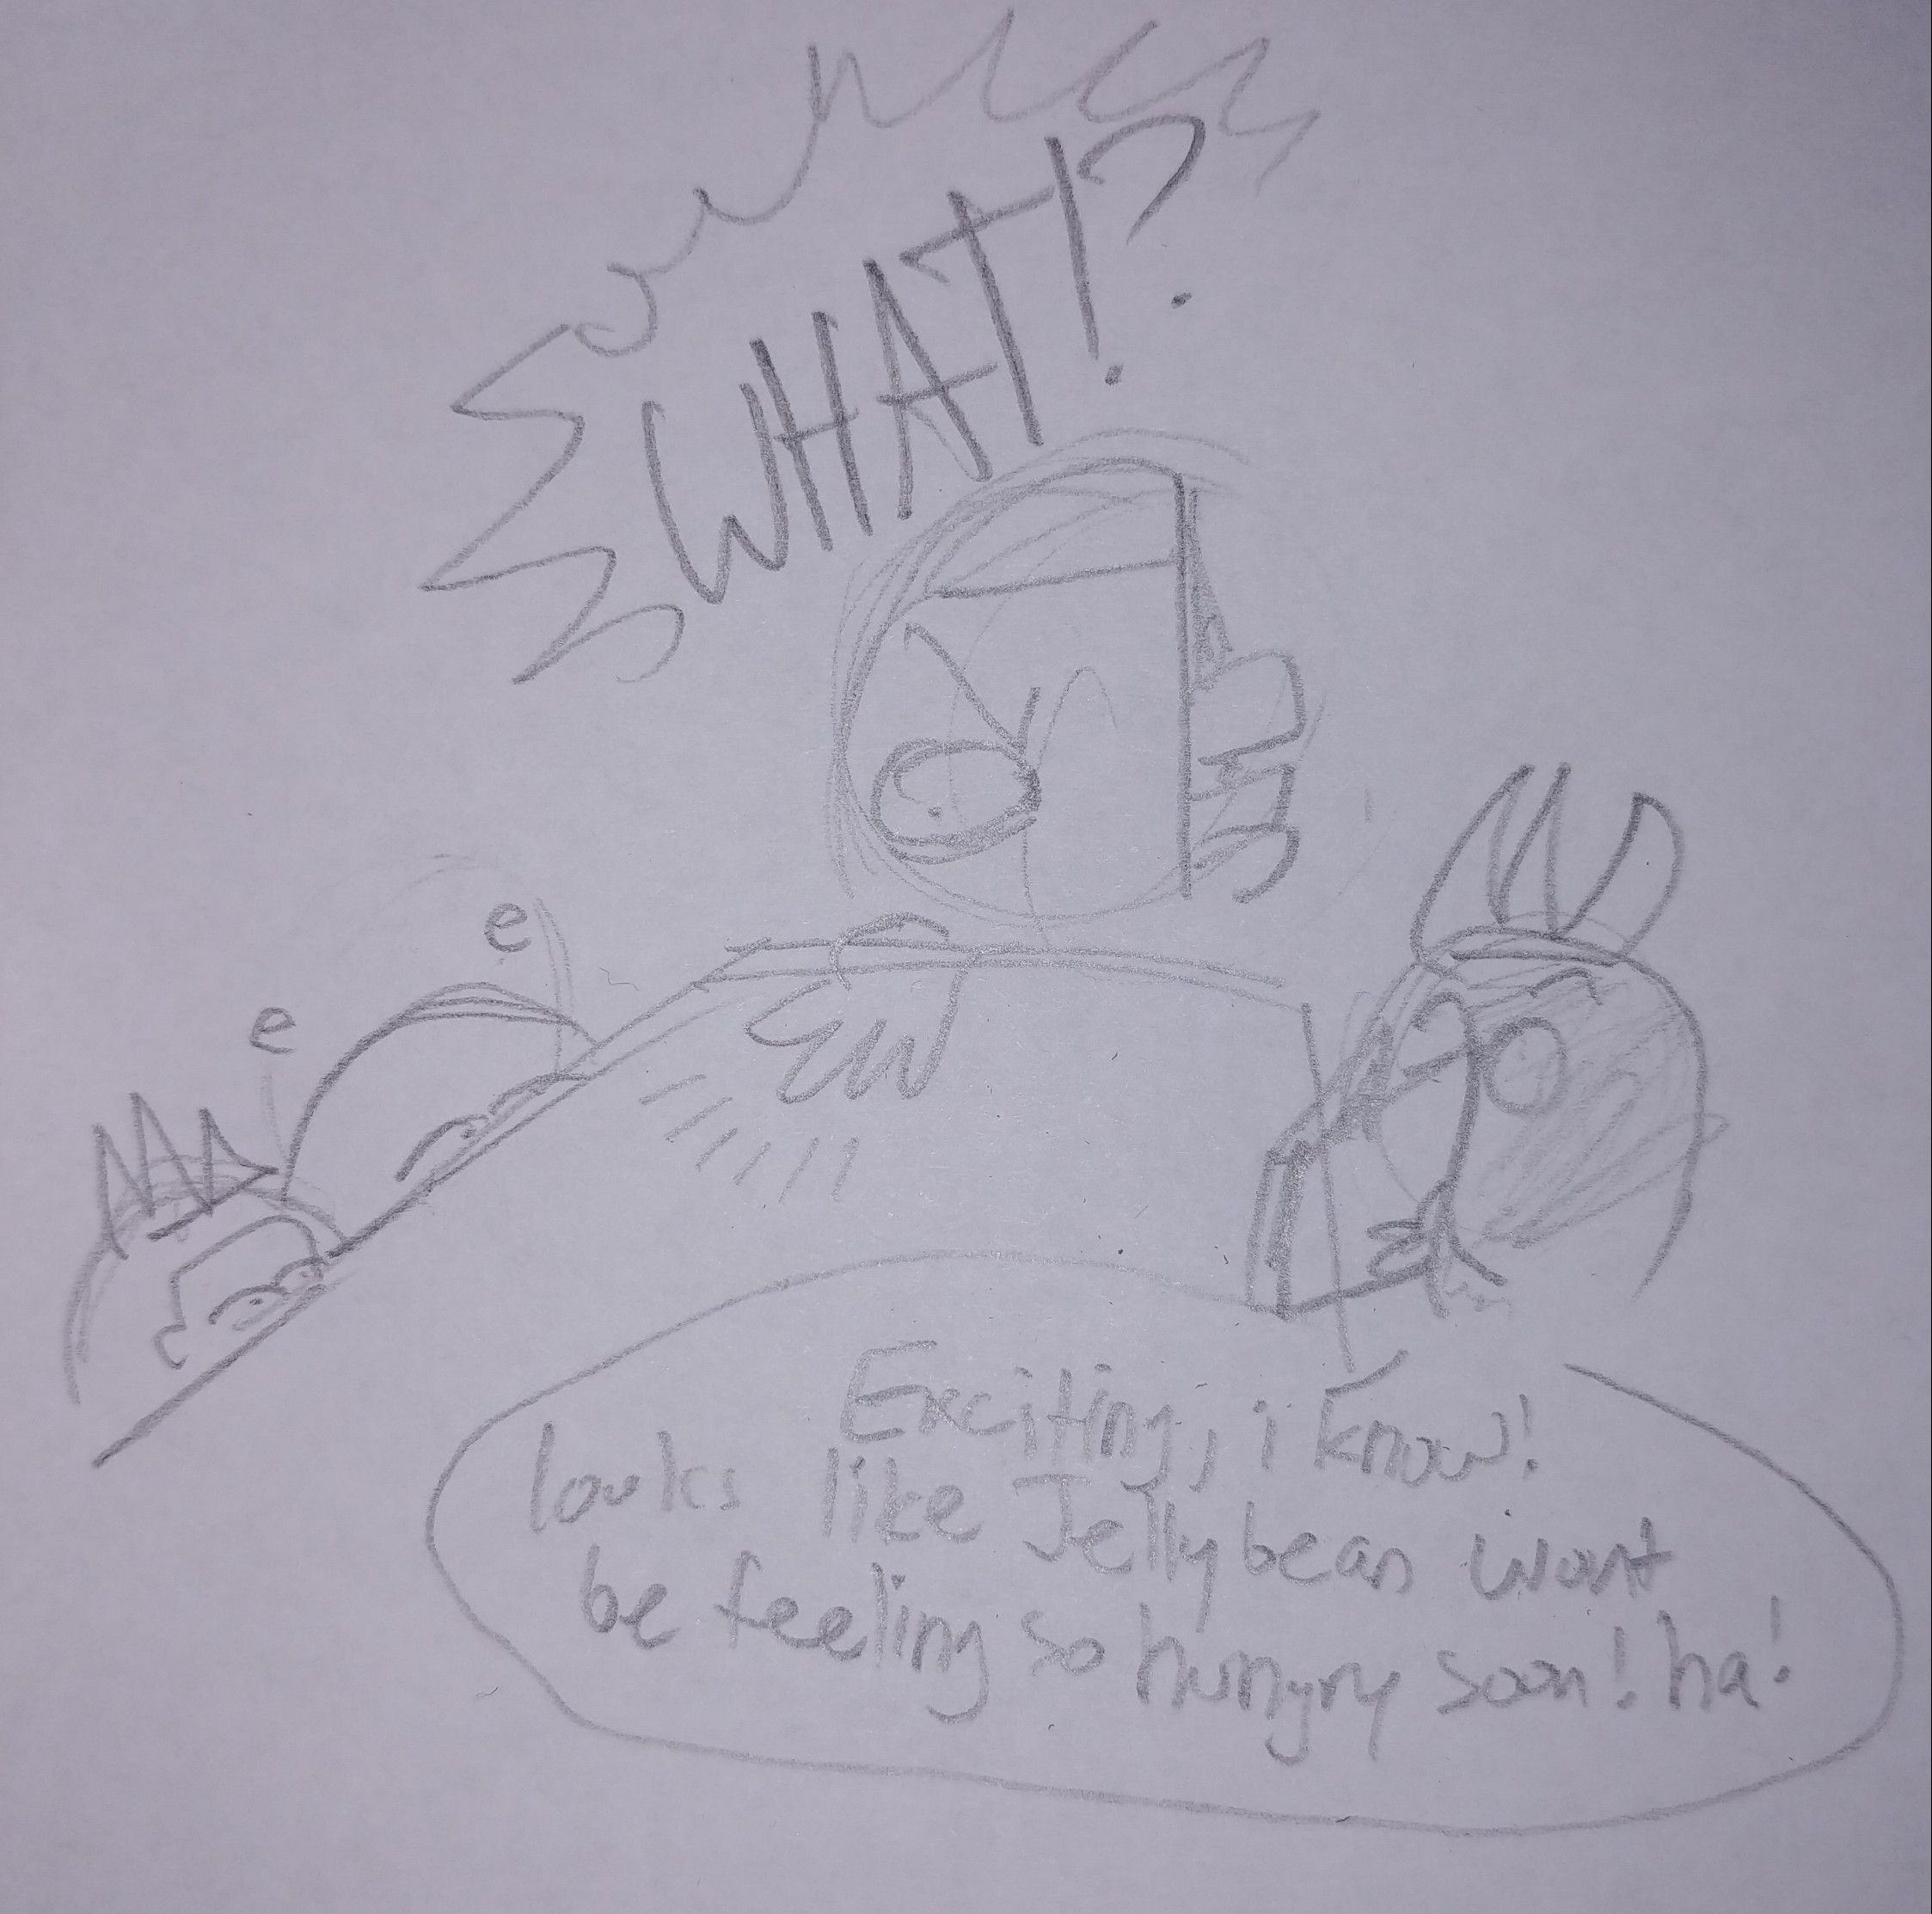 WHAT!?
e
e
Exciting, i know!
looks like Jellybean wont
be feeling so hungry soon! ha!